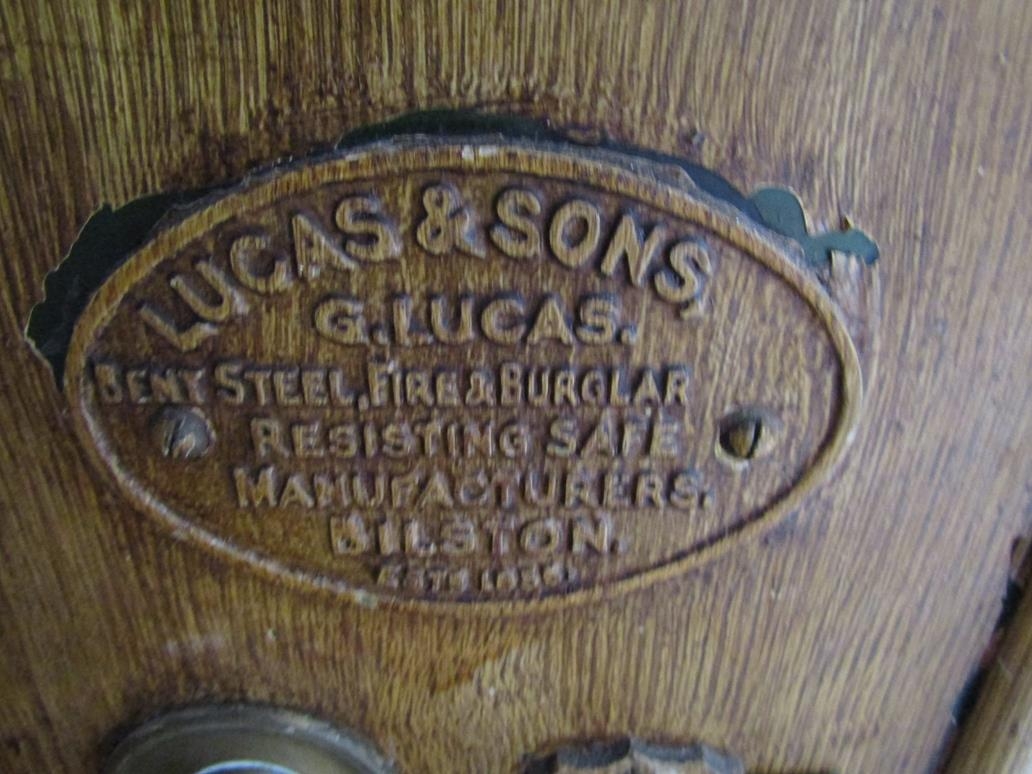 LUCAS & SONS
G. LUCAS.
BENT STEEL, FIRE & BURGLAR
RESISTING SAFE
MANUFACTURERS.
BILSTON.